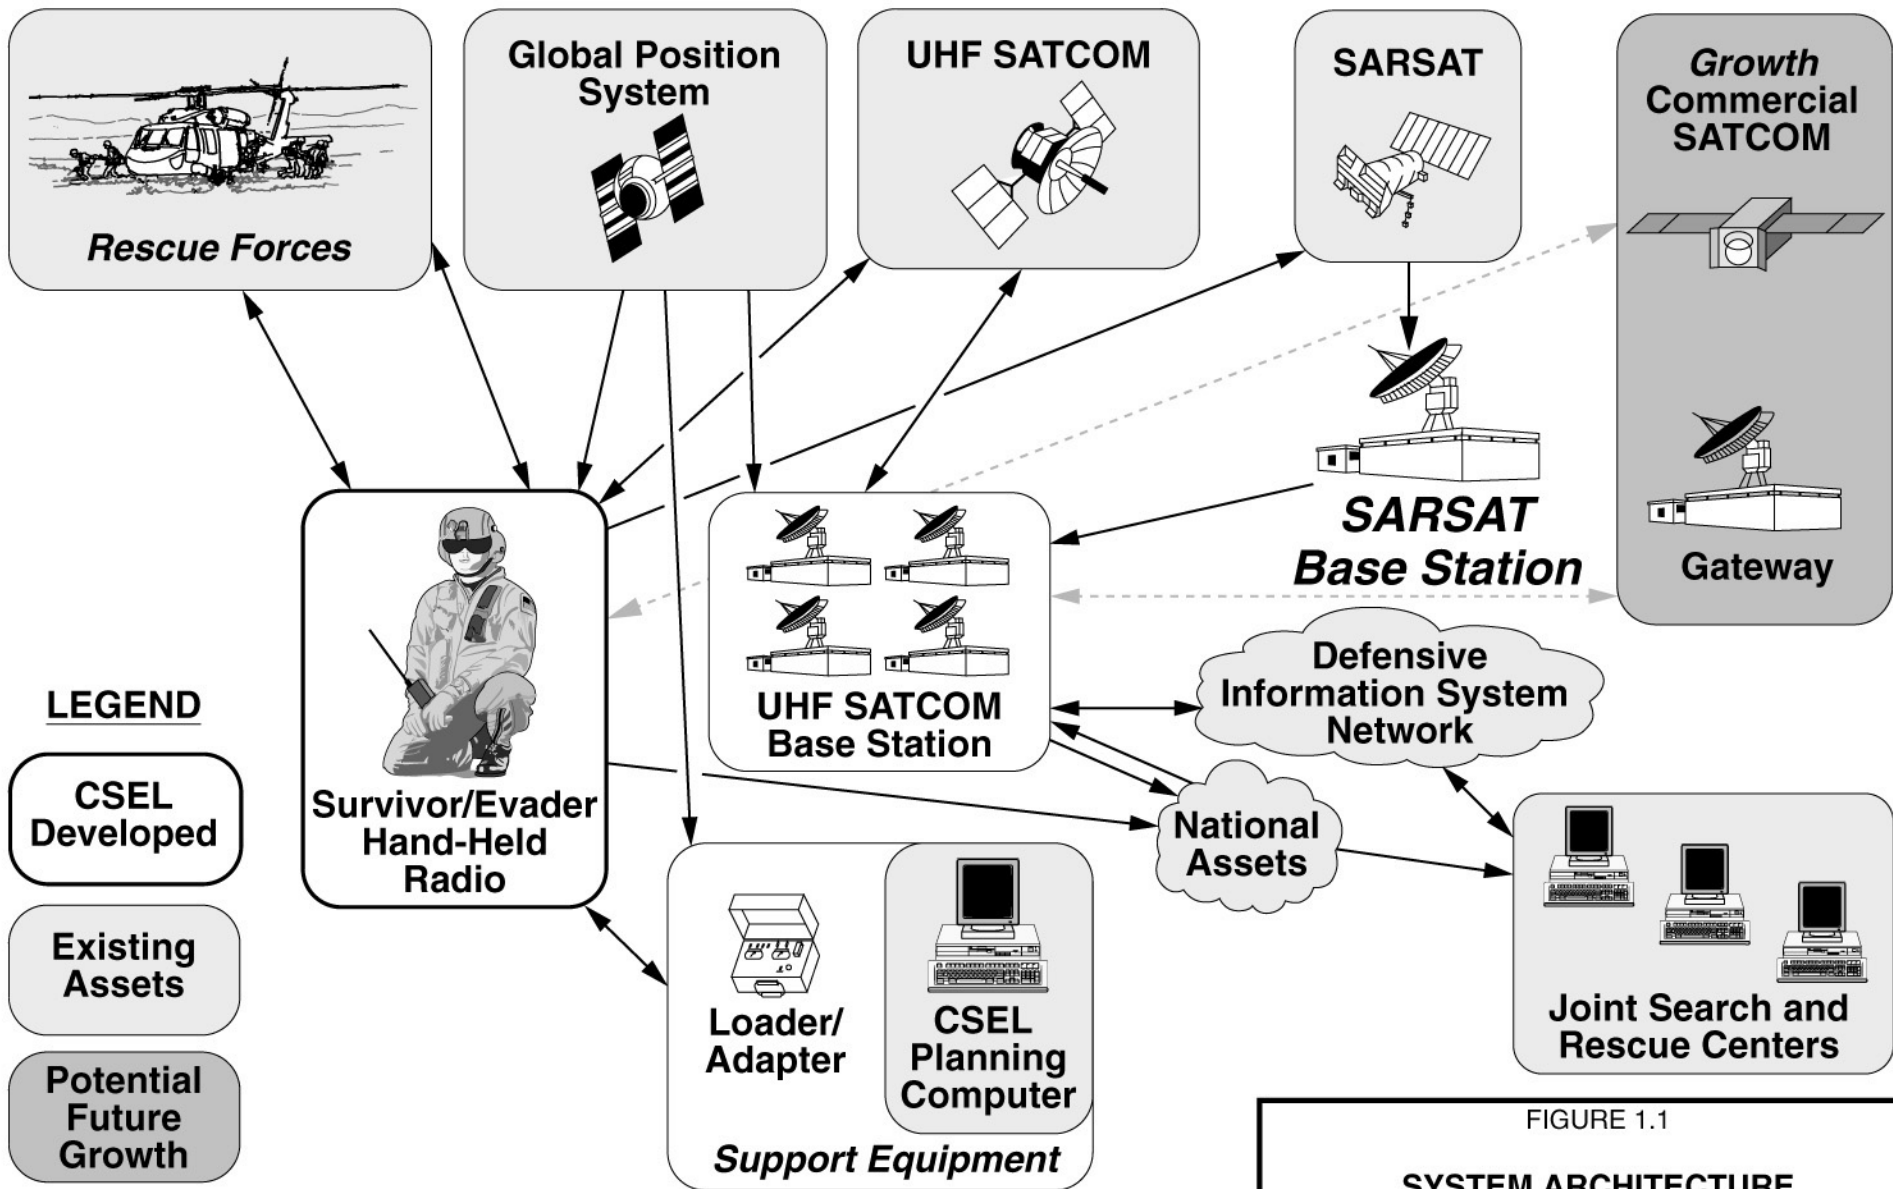 Rescue Forces
Global Position
System
UHF SATCOM
SARSAT
Growth
Commercial
SATCOM
Gateway
SARSAT
Base Station
UHF SATCOM
Base Station
Defensive
Information System
Network
National
Assets
Survivor/Evader
Hand-Held
Radio
LEGEND
CSEL
Developed
Existing
Assets
Potential
Future
Growth
Loader/
Adapter
CSEL
Planning
Computer
Support Equipment
Joint Search and
Rescue Centers
FIGURE 1.1
SYSTEM ARCHITECTURE